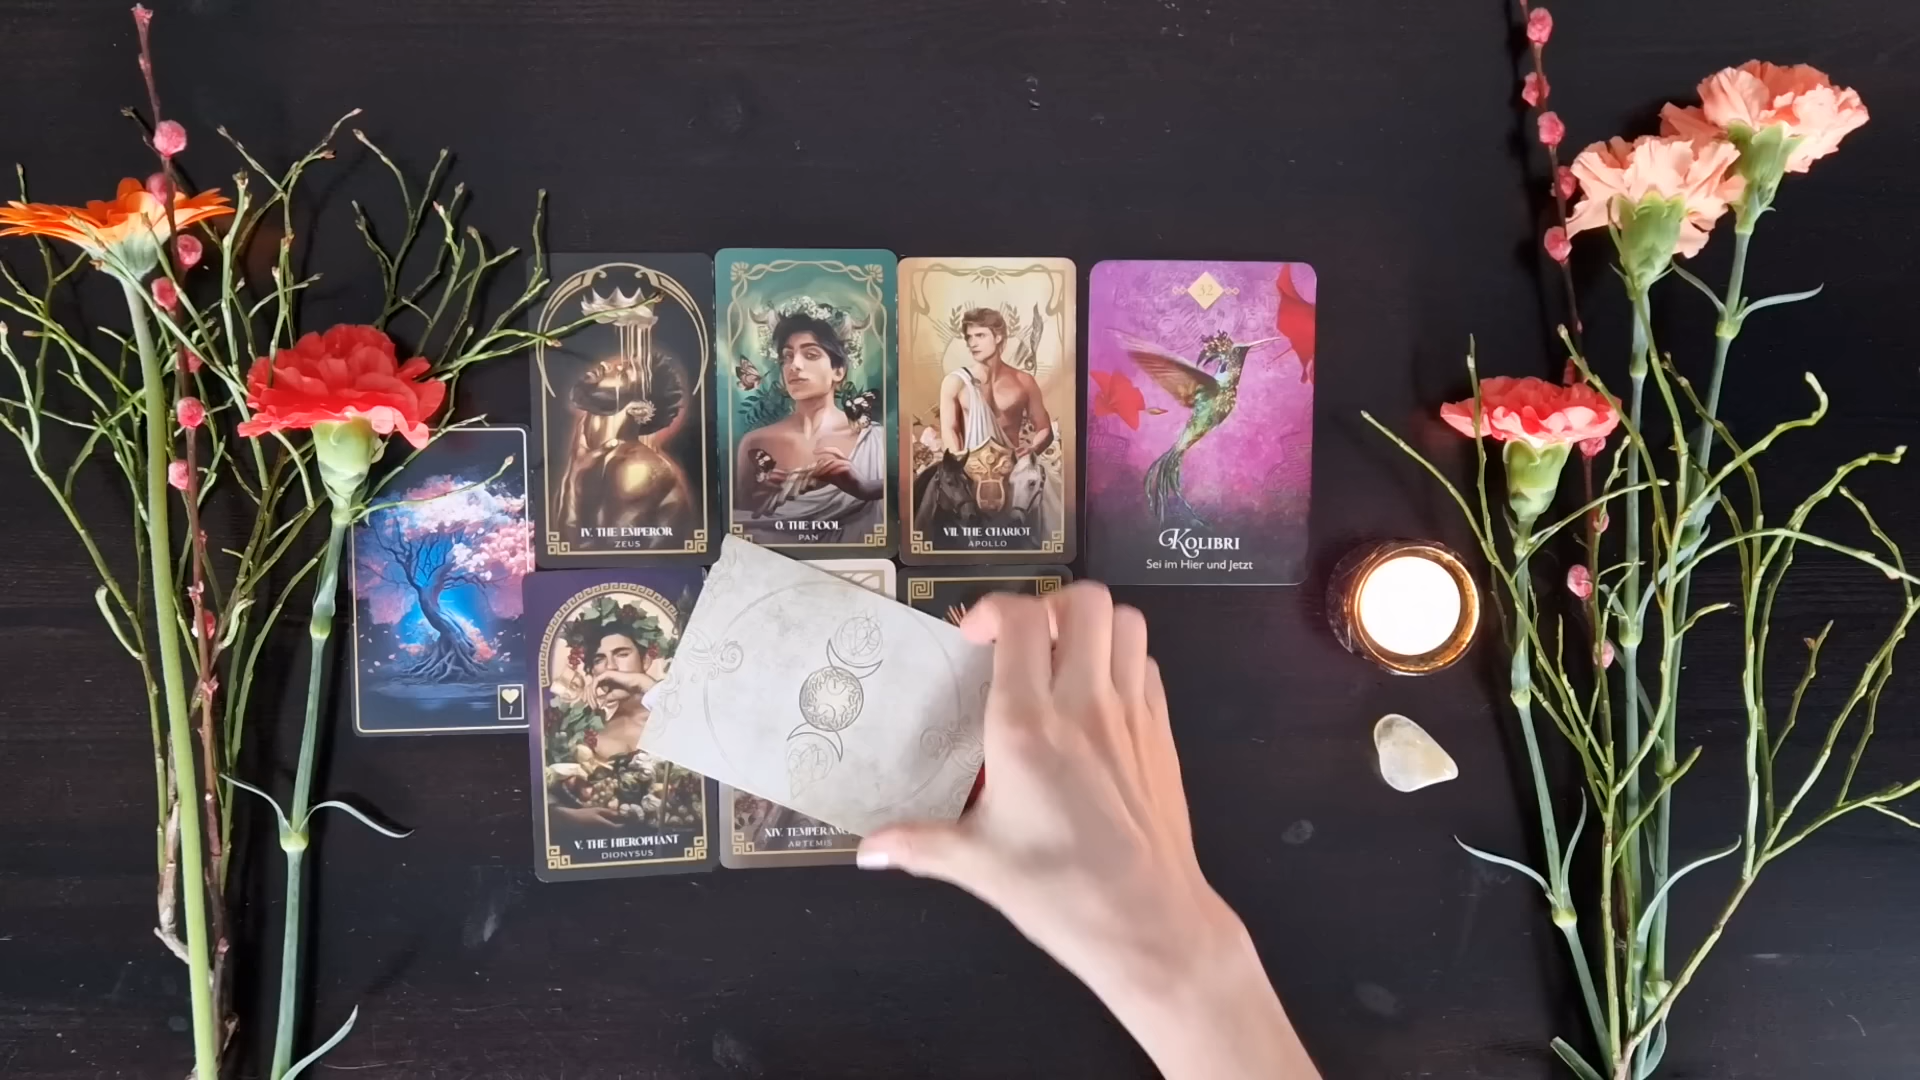 IV. THE EMPEROR
ZEUS
0. THE FOOL
PAN
VII. THE CHARIOT
APOLLO
32
KOLIBRI
Sei im Hier und Jetzt
V. THE HIEROPHANT
DIONYSUS
XIV. TEMPERANC
ARTEMIS